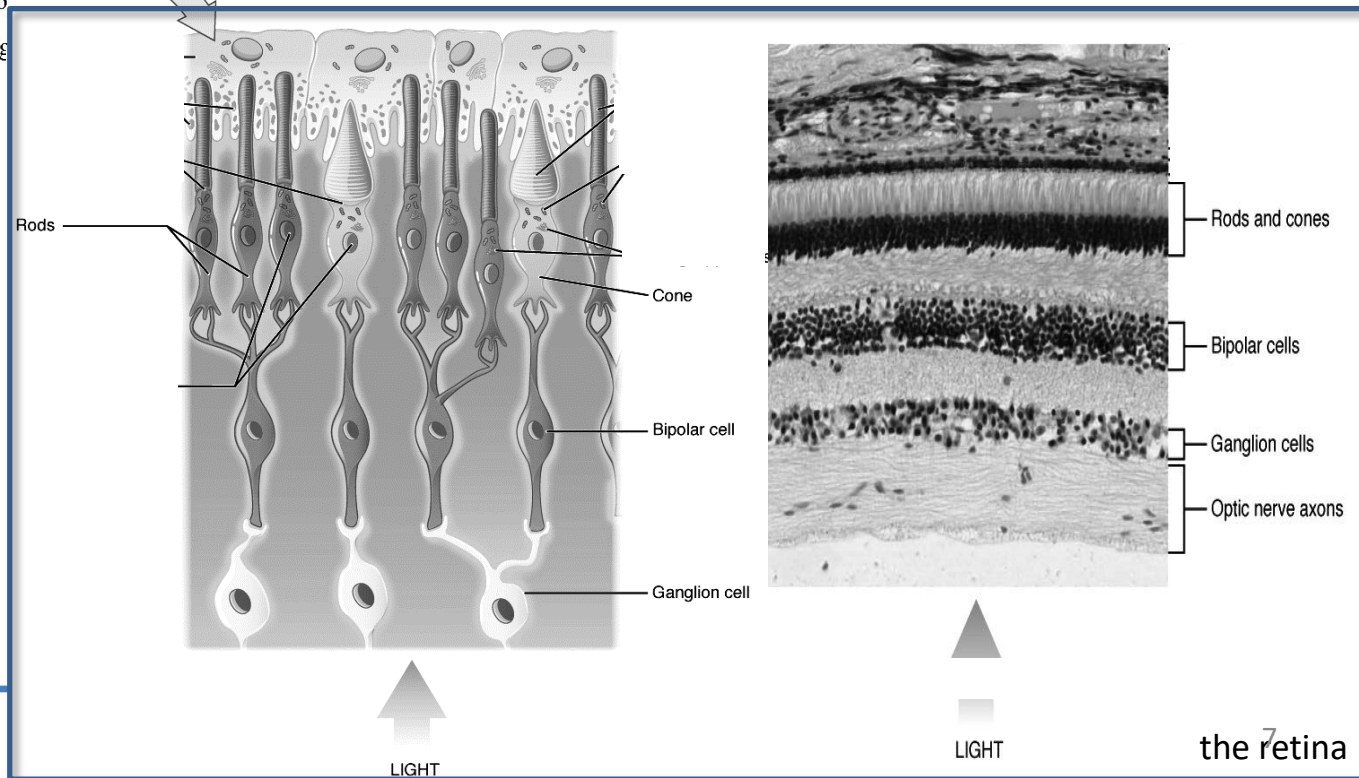 Rods
Cone
Bipolar cell
Ganglion cell
LIGHT
Rods and cones
Bipolar cells
Ganglion cells
Optic nerve axons
LIGHT
the retina
7